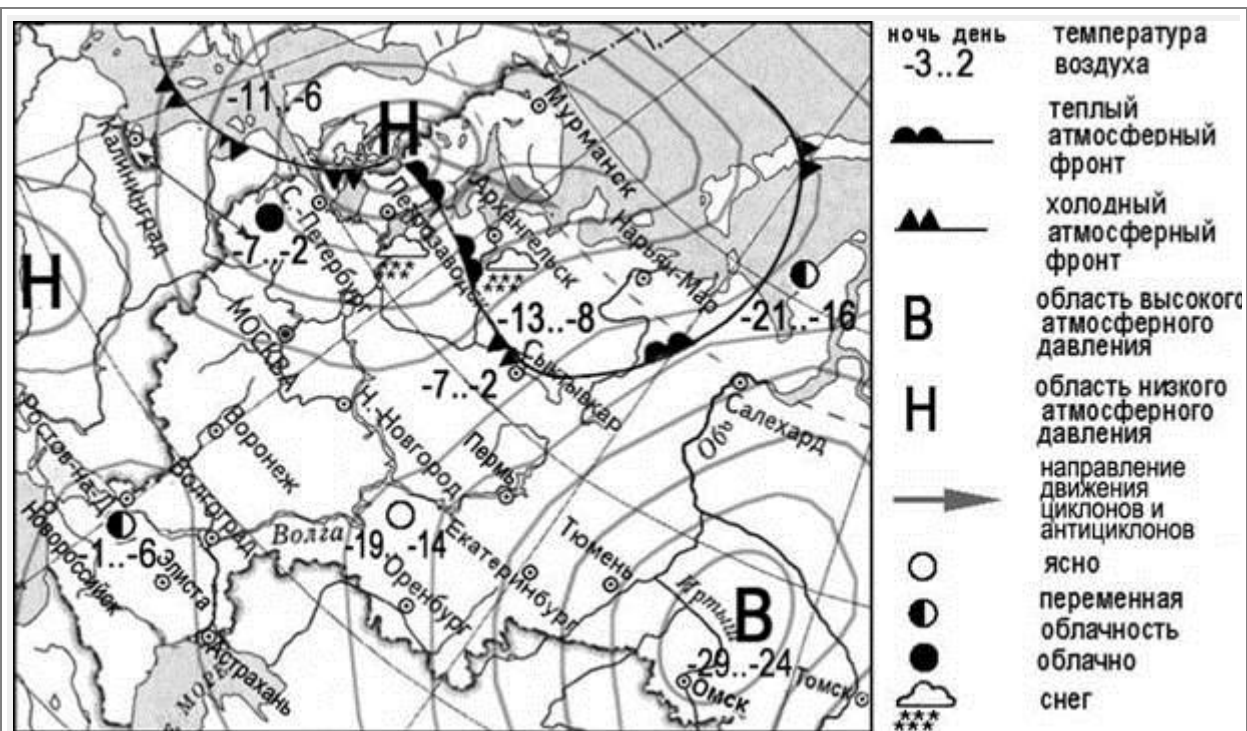 -11..-6
Н
Мурманск
Калининград
С.-Петербург
Петрозаводск
Архангельск
Нарьян-Мар
-7..-2
Н
-13..-8
-21..-16
МОСКВА
Сыктывкар
-7..-2
Н.-Новгород
Салехард
Обь
Ростов-на-Д
Воронеж
Пермь
Волгоград
Новороссийск
Волга
-19.. -14
Екатеринбург
Тюмень
-1..-6
Элиста
Оренбург
Иртыш
В
-29..-24
Омск
Томск
Астрахань
МОРЕ
ночь день
-3..2
температура
воздуха
теплый
атмосферный
фронт
холодный
атмосферный
фронт
В
область высокого
атмосферного
давления
Н
область низкого
атмосферного
давления
направление
движения
циклонов и
антициклонов
ясно
переменная
облачность
облачно
снег